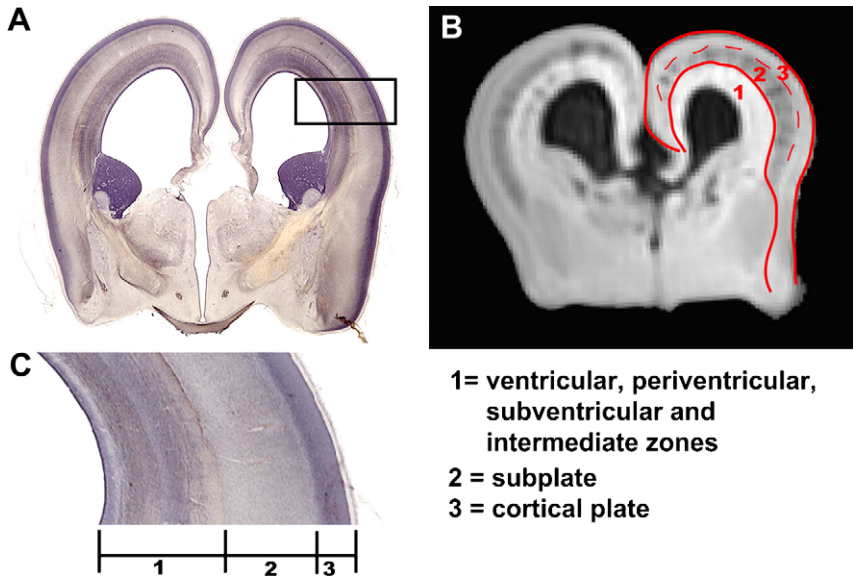 A
B
1 2 3
C
1= ventricular, periventricular,
subventricular and
intermediate zones
2 = subplate
3 = cortical plate
1 2 3